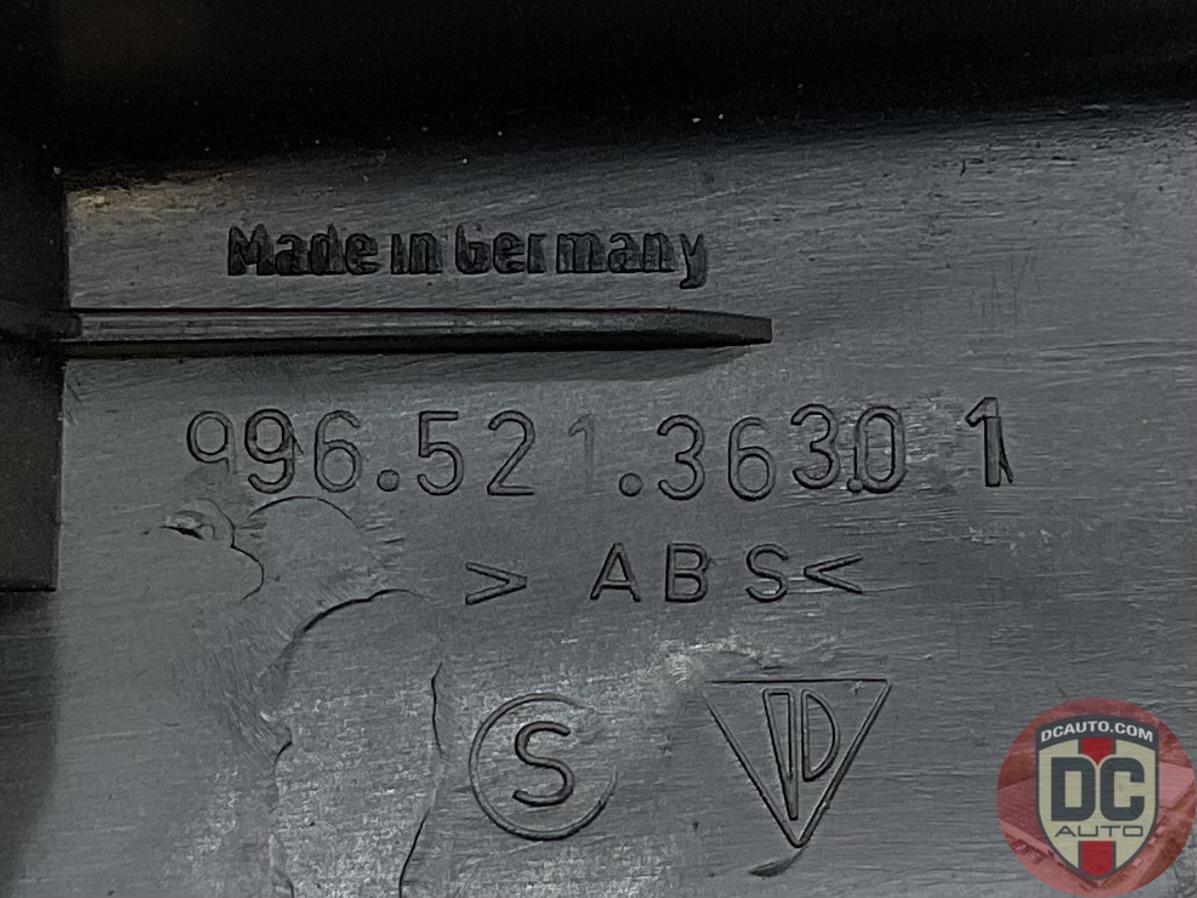 Made in Germany
996.521.363.01
> ABS <
S
DCAUTO.COM
DC
AUTO